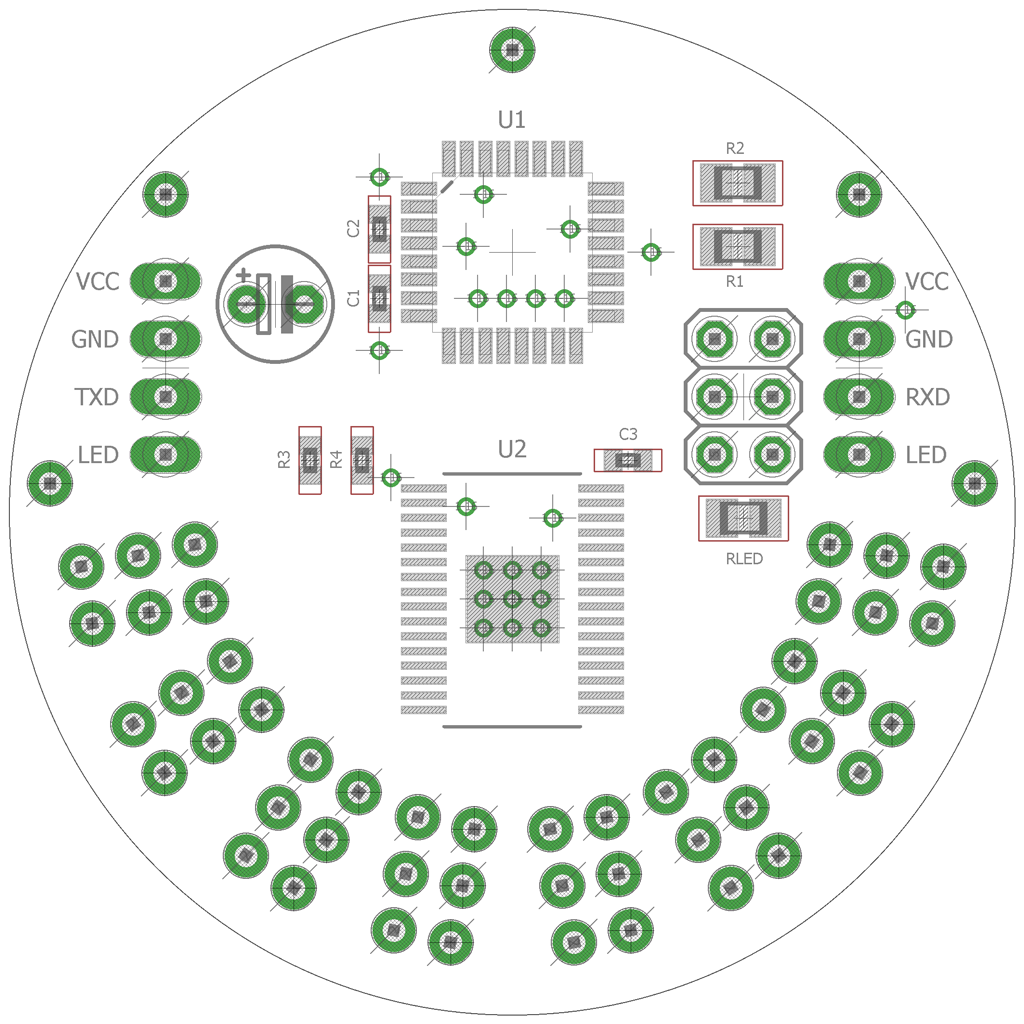 U1
R2
C2
+
VCC
R1
VCC
C1
GND
GND
TXD
RXD
LED
R3
R4
U2
C3
LED
RLED